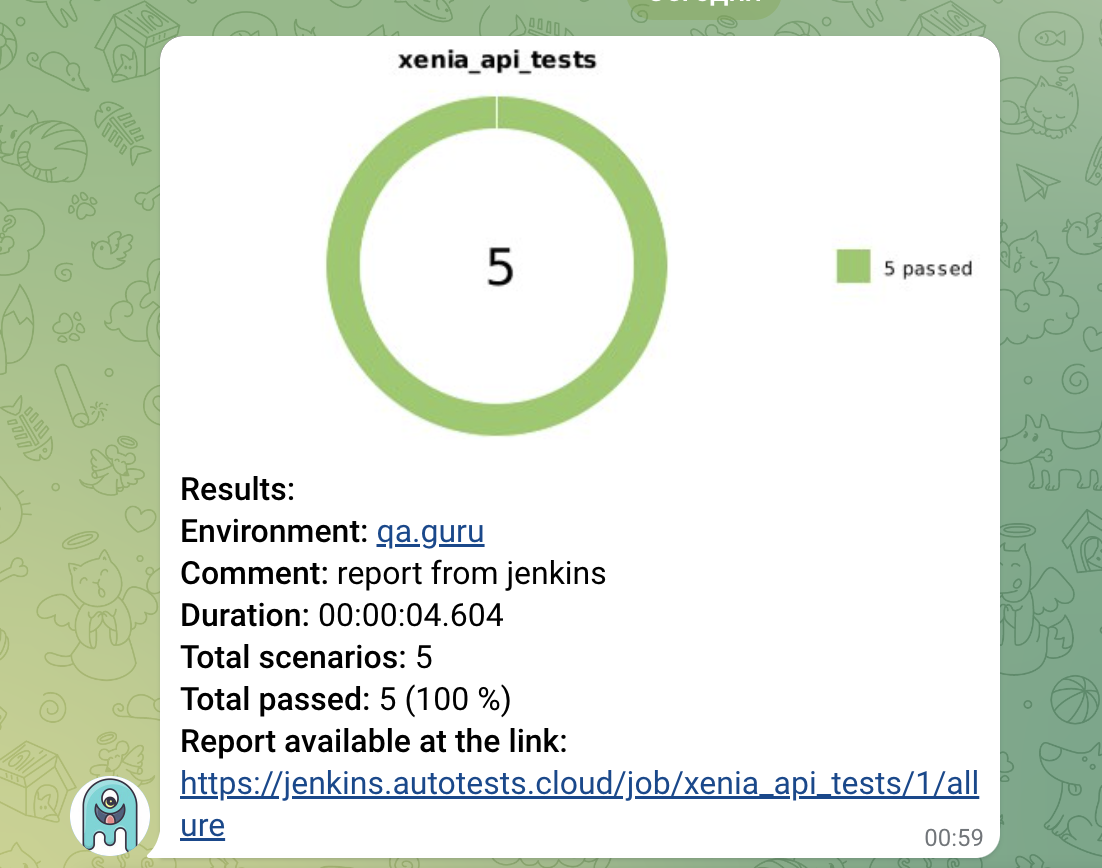 xenia_api_tests
5
5 passed
Results:
Environment: qa.guru
Comment: report from jenkins
Duration: 00:00:04.604
Total scenarios: 5
Total passed: 5 (100 %)
Report available at the link:
https://jenkins.autotests.cloud/job/xenia_api_tests/1/all
ure
00:59